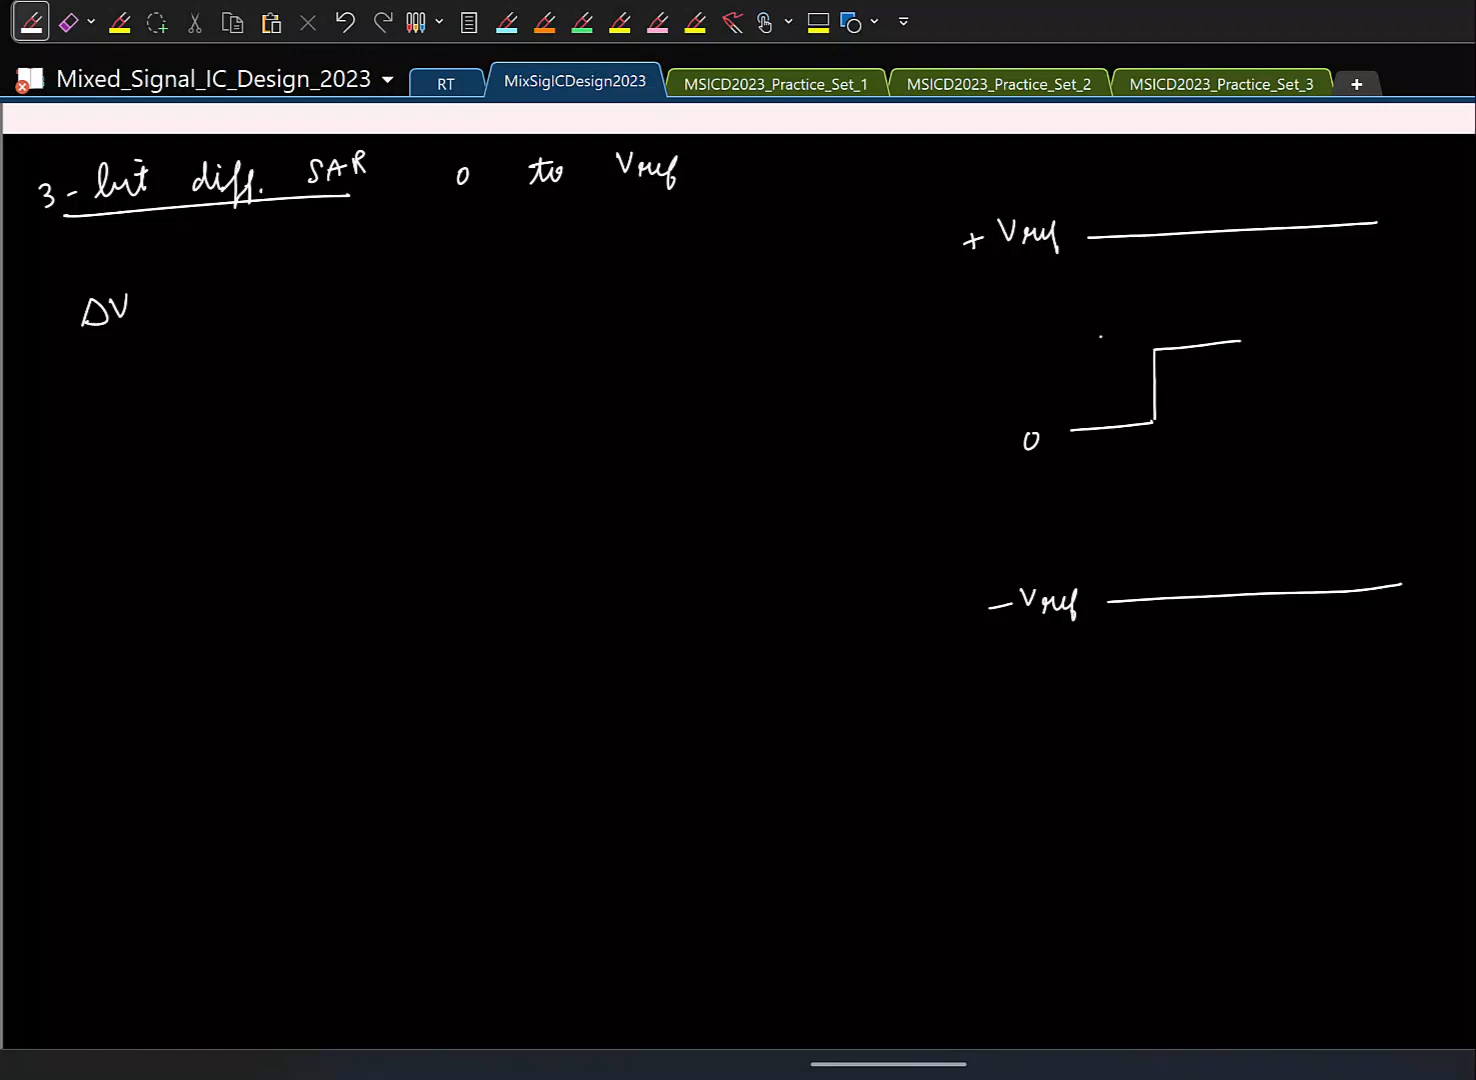 Mixed_Signal_IC_Design_2023 RT MixSigICDesign2023 MSICD2023_Practice_Set_1 MSICD2023_Practice_Set_2 MSICD2023_Practice_Set_3 +
3-bit diff. SAR 0 to Vref
+ Vref
ΔV
0
- Vref